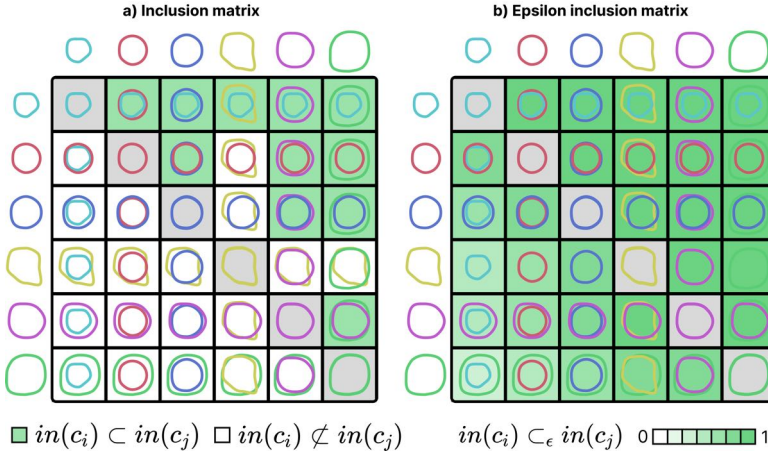 a) Inclusion matrix
b) Epsilon inclusion matrix
in(c_i) ⊂ in(c_j) in(c_i) ⊄ in(c_j)
in(c_i) ⊂_ϵ in(c_j) 0 1